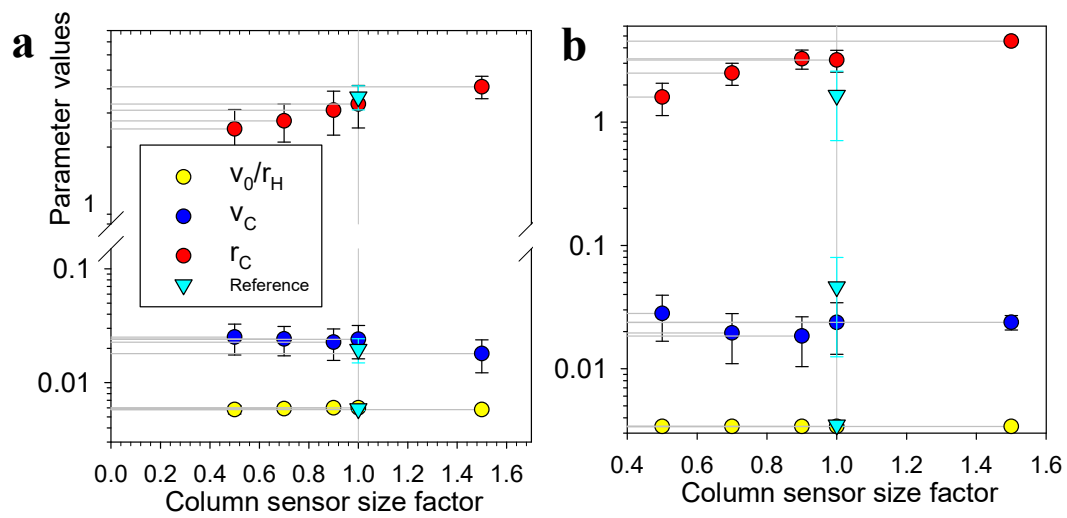 a
Parameter values
1
0.1
0.01
v0/rH
vC
rC
Reference
0.0 0.2 0.4 0.6 0.8 1.0 1.2 1.4 1.6
Column sensor size factor
b
1
0.1
0.01
0.4 0.6 0.8 1.0 1.2 1.4 1.6
Column sensor size factor